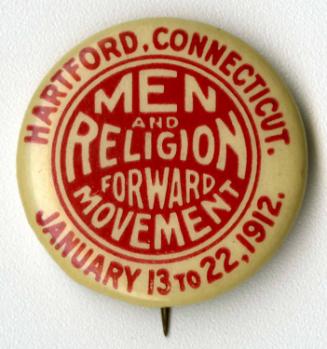 HARTFORD, CONNECTICUT.
MEN
AND
RELIGION
FORWARD
MOVEMENT
JANUARY 13 TO 22, 1912.